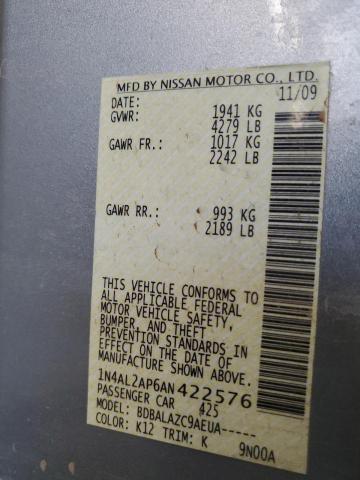 MFD BY NISSAN MOTOR CO., LTD.
DATE: 11/09
GVWR: 1941 KG
4279 LB
GAWR FR.: 1017 KG
2242 LB
GAWR RR.: 993 KG
2189 LB
THIS VEHICLE CONFORMS TO
ALL APPLICABLE FEDERAL
MOTOR VEHICLE SAFETY,
BUMPER, AND THEFT
PREVENTION STANDARDS IN
EFFECT ON THE DATE OF
MANUFACTURE SHOWN ABOVE.
1N4AL2AP6AN422576
PASSENGER CAR 425
MODEL: BDBALAZC9AEUA-----
COLOR: K12 TRIM: K 9N00A